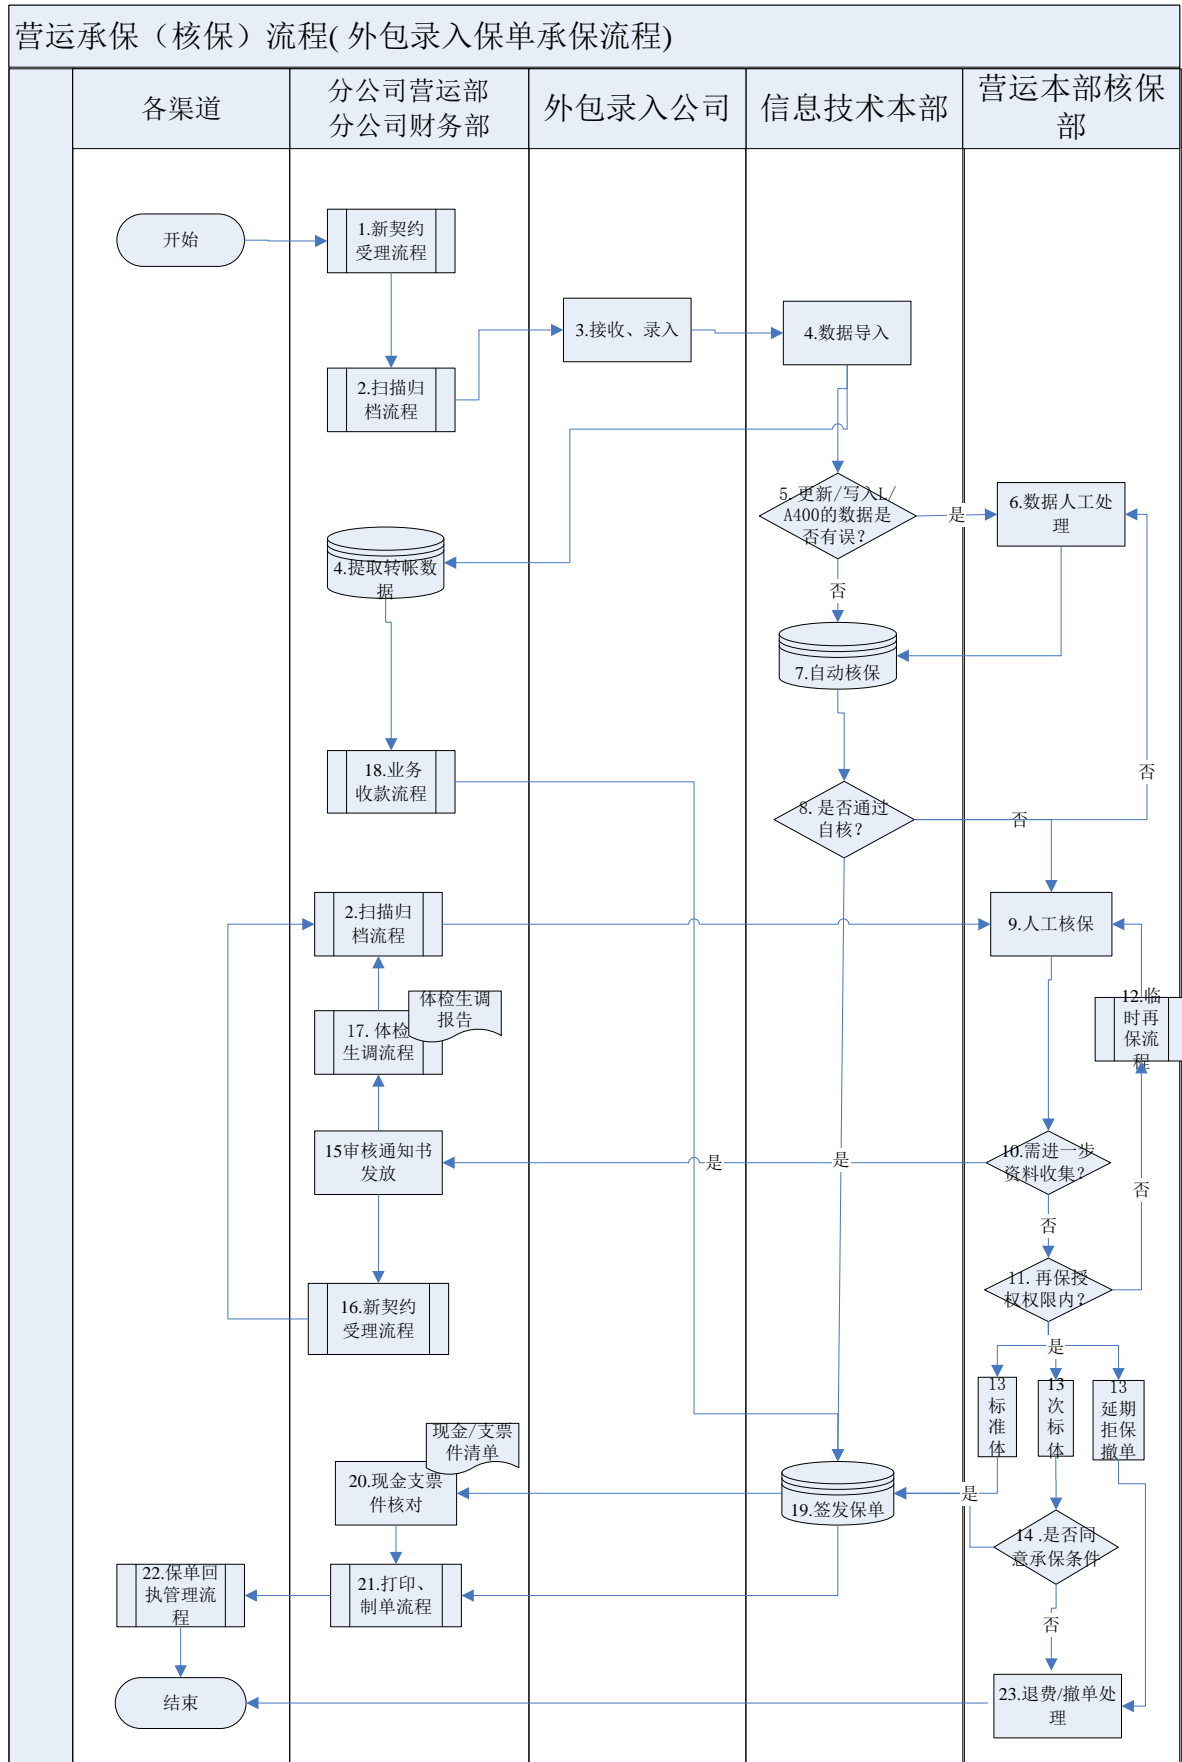 营运承保（核保）流程( 外包录入保单承保流程)
各渠道
分公司营运部
分公司财务部
外包录入公司
信息技术本部
营运本部核保
部
开始
1.新契约
受理流程
3.接收、录入
4.数据导入
2.扫描归
档流程
5. 更新/写入L/
A400的数据是
否有误?
是
6.数据人工处
理
4.提取转帐数
据
否
7.自动核保
18.业务
收款流程
否
8. 是否通过
自核?
否
2.扫描归
档流程
9.人工核保
体检生调
报告
12.临
时再
保流
程
17. 体检
生调流程
15审核通知书
发放
是
是
10.需进一步
资料收集?
否
否
11. 再保授
权权限内?
16.新契约
受理流程
是
13
标
准
体
13
次
标
体
13
延期
拒保
撤单
现金/支票
件清单
20.现金支票
件核对
19.签发保单
是
14 .是否同
意承保条件
22.保单回
执管理流
程
21.打印、
制单流程
否
结束
23.退费/撤单处
理